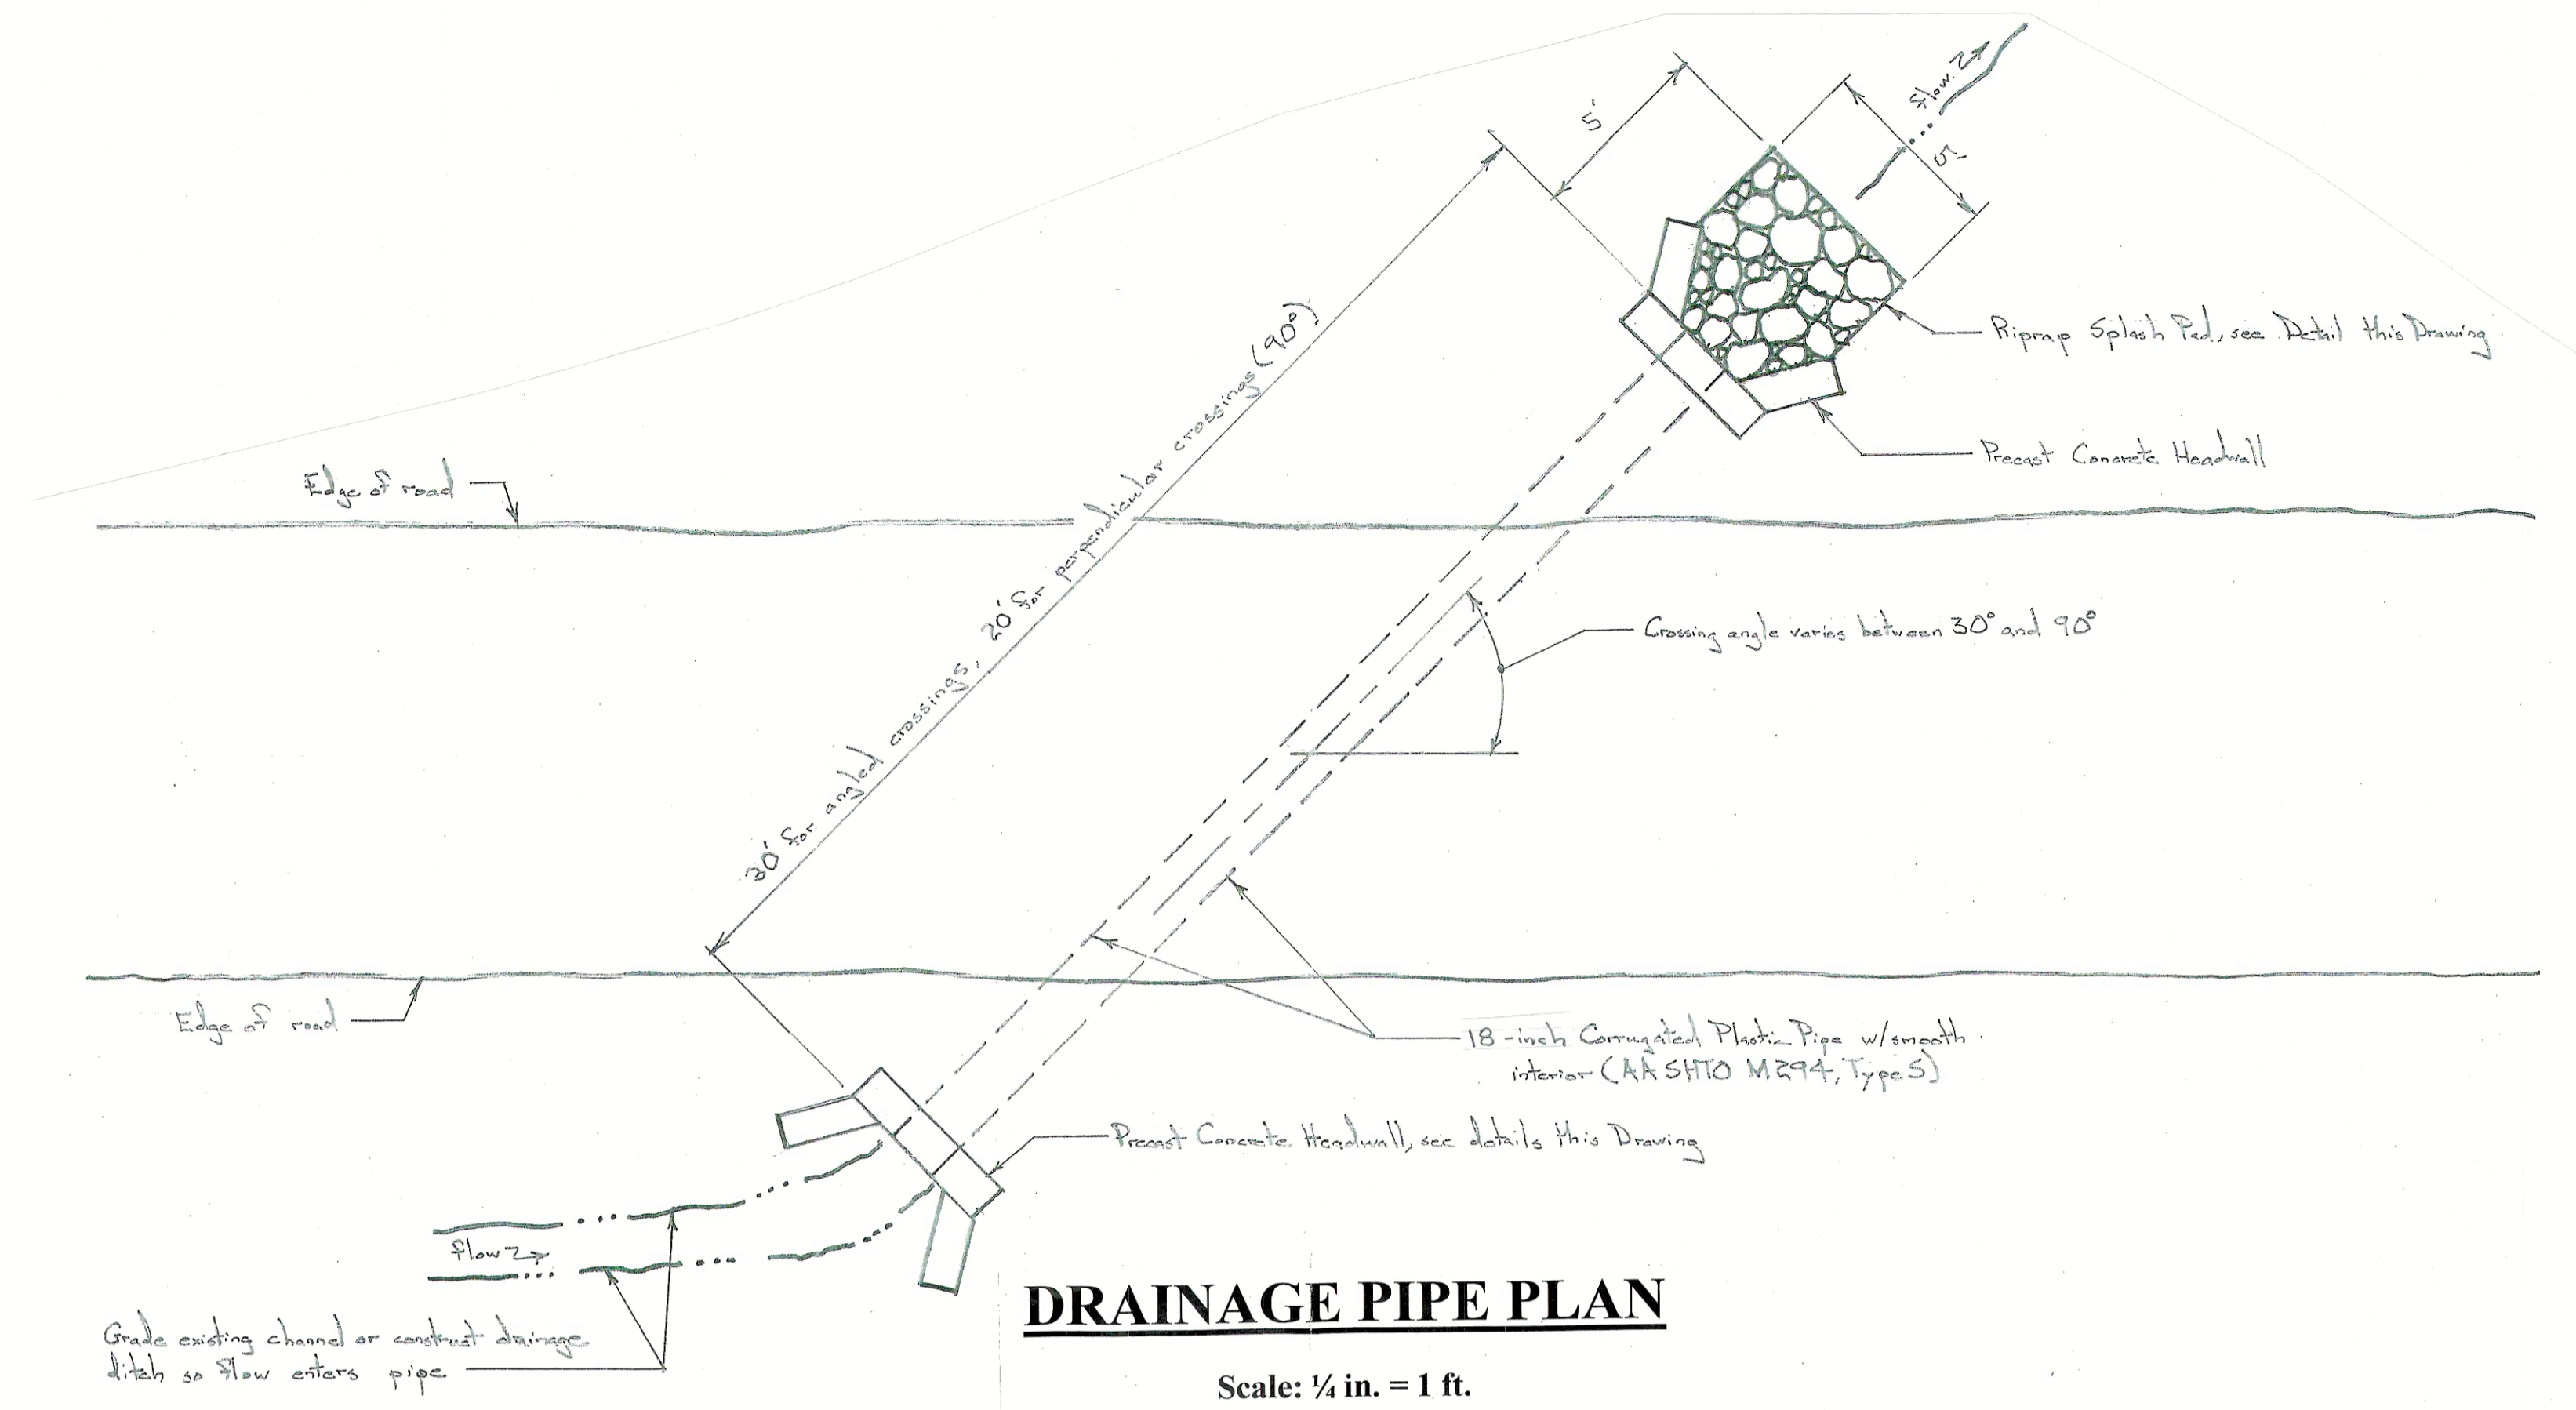 5'
flow
5'
Riprap Splash Pad, see Detail this Drawing
Precast Concrete Headwall
Edge of road
30' for angled crossings, 20' for perpendicular crossings (90°)
Crossing angle varies between 30° and 90°
Edge of road
18-inch Corrugated Plastic Pipe w/smooth
interior (AASHTO M294, Type S)
Precast Concrete Headwall, see details this Drawing
flow
Grade existing channel or construct drainage
ditch so flow enters pipe
DRAINAGE PIPE PLAN
Scale: ¼ in. = 1 ft.